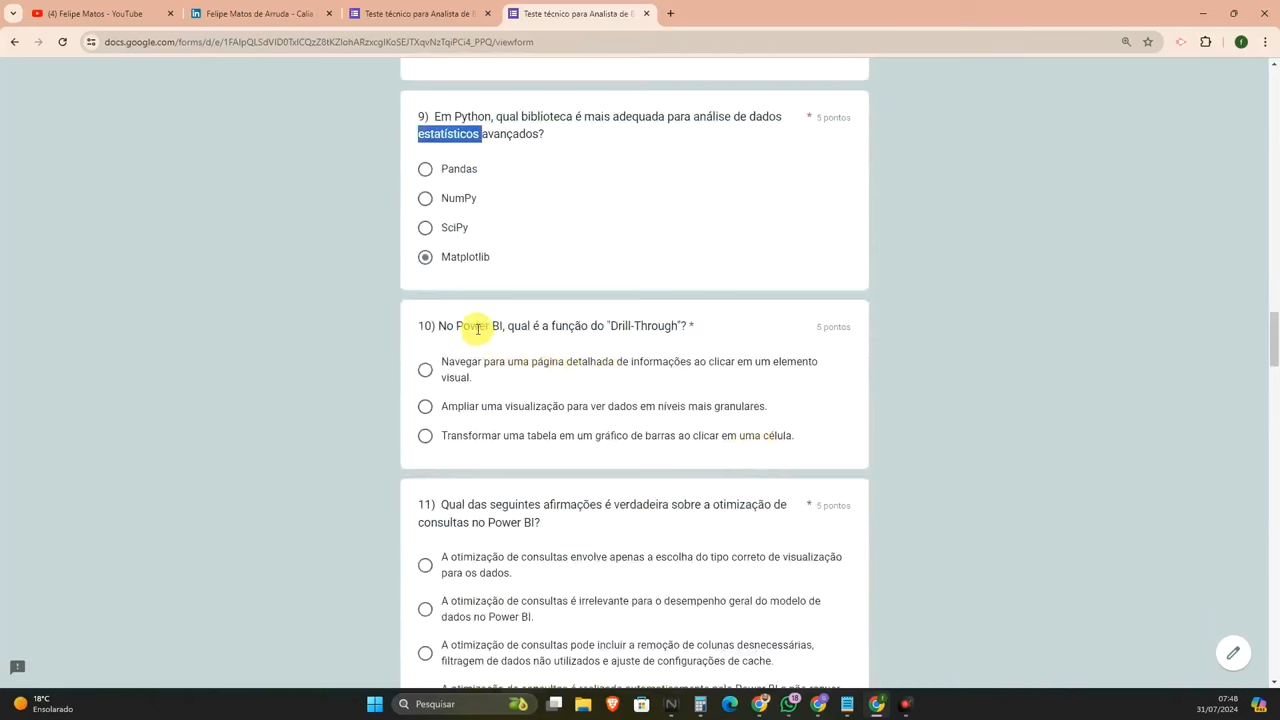 (4) Felipe Matos - YouTube
Felipe Matos de Arruda - Calia
Teste técnico para Analista de B
Teste técnico para Analista de B
docs.google.com/forms/d/e/1FAIpQLSdVID0TxICQzZ8tKZlohARzxcgIKoSEJTXqvNzTqiPCi4_PPQ/viewform
9) Em Python, qual biblioteca é mais adequada para análise de dados * 5 pontos
estatísticos avançados?
Pandas
NumPy
SciPy
Matplotlib
10) No Power BI, qual é a função do "Drill-Through"? * 5 pontos
Navegar para uma página detalhada de informações ao clicar em um elemento
visual.
Ampliar uma visualização para ver dados em níveis mais granulares.
Transformar uma tabela em um gráfico de barras ao clicar em uma célula.
11) Qual das seguintes afirmações é verdadeira sobre a otimização de * 5 pontos
consultas no Power BI?
A otimização de consultas envolve apenas a escolha do tipo correto de visualização
para os dados.
A otimização de consultas é irrelevante para o desempenho geral do modelo de
dados no Power BI.
A otimização de consultas pode incluir a remoção de colunas desnecessárias,
filtragem de dados não utilizados e ajuste de configurações de cache.
18°C
Ensolarado
Pesquisar
18
07:48
31/07/2024